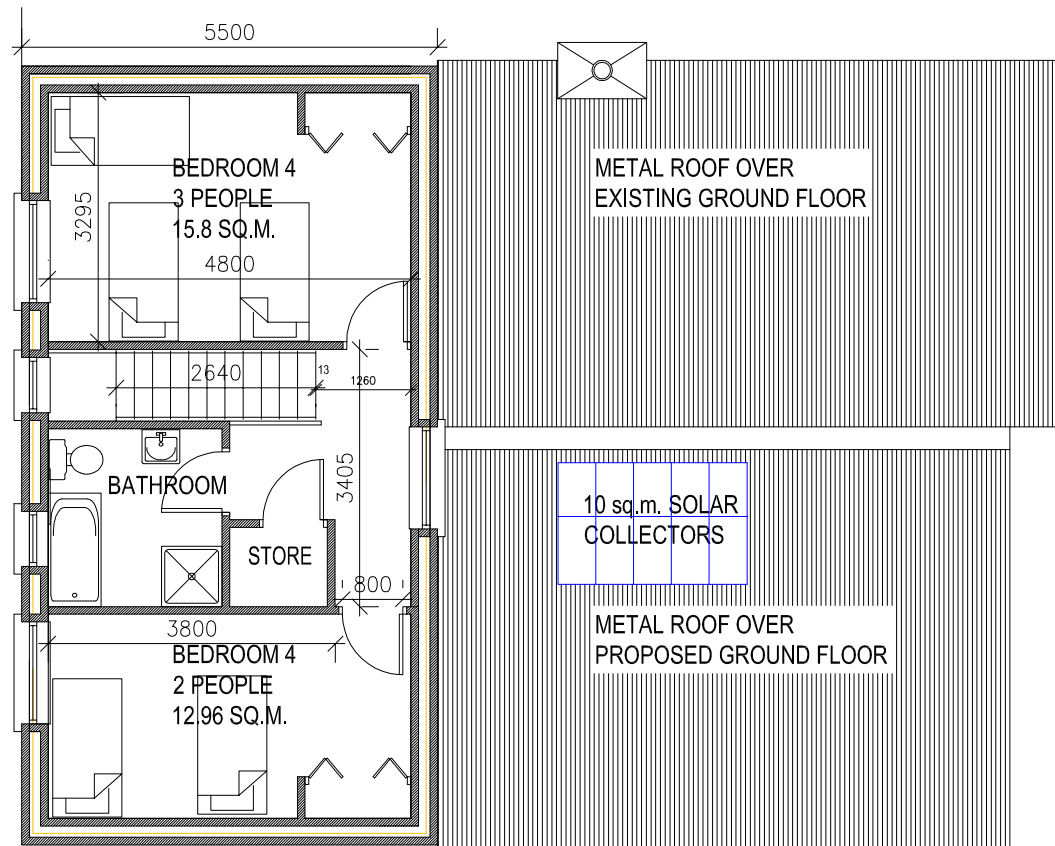 5500
BEDROOM 4
3 PEOPLE
15.8 SQ.M.
3295
4800
METAL ROOF OVER
EXISTING GROUND FLOOR
2640
13
1260
3405
BATHROOM
STORE
10 sq.m. SOLAR
COLLECTORS
800
3800
BEDROOM 4
2 PEOPLE
12.96 SQ.M.
METAL ROOF OVER
PROPOSED GROUND FLOOR